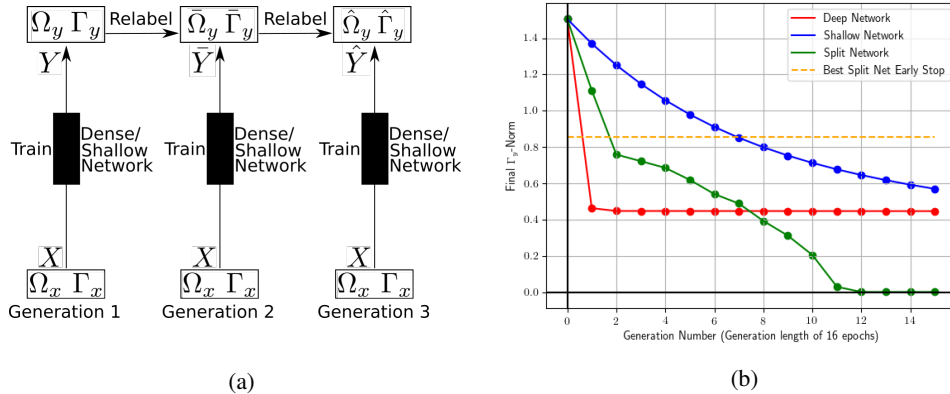 Ω_y Γ_y Relabel Ω̄_y Γ̄_y Relabel Ω̂_y Γ̂_y
Y Ȳ Ŷ
Train Dense/
Shallow
Network
Train Dense/
Shallow
Network
Train Dense/
Shallow
Network
X X X
Ω_x Γ_x Ω_x Γ_x Ω_x Γ_x
Generation 1 Generation 2 Generation 3
(a)
Deep Network
Shallow Network
Split Network
Best Split Net Early Stop
Final Γ_y-Norm
1.4
1.2
1.0
0.8
0.6
0.4
0.2
0.0
0 2 4 6 8 10 12 14
Generation Number (Generation length of 16 epochs)
(b)